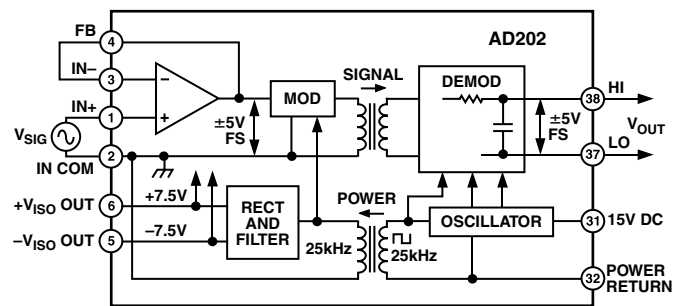 FB
4
AD202
IN–
3
SIGNAL
DEMOD
MOD
HI
38
IN+
1
±5V
FS
±5V
FS
V_OUT
V_SIG
LO
37
2
IN COM
+V_ISO OUT
6
+7.5V
POWER
RECT
AND
FILTER
OSCILLATOR
31
15V DC
–V_ISO OUT
5
–7.5V
25kHz
25kHz
32
POWER
RETURN